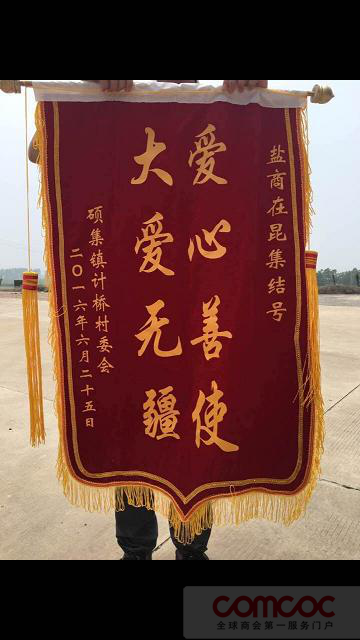 盐商在昆集结号
爱心善使
大爱无疆
硕集镇计桥村委会
二〇一六年六月二十五日
comcoc
全球商会第一服务门户